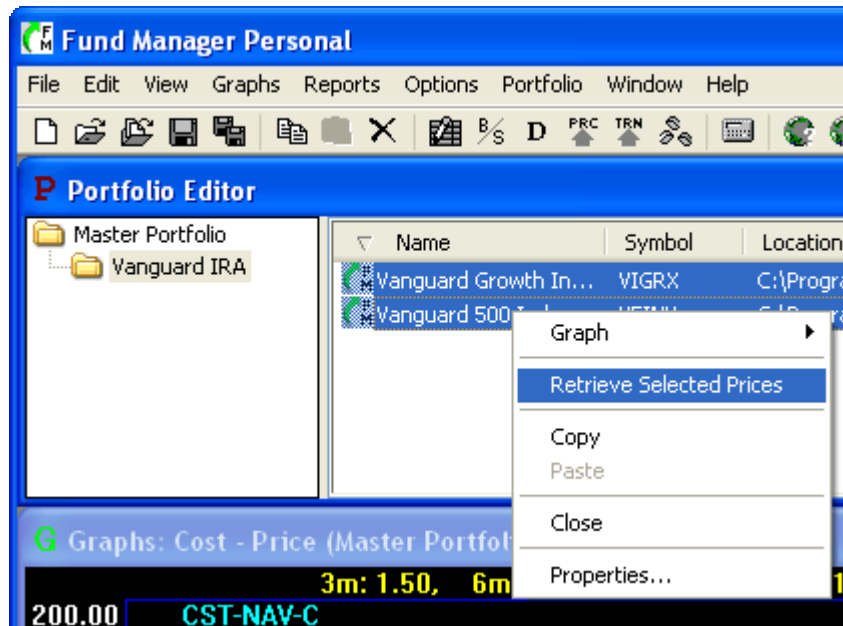 Fund Manager Personal
File Edit View Graphs Reports Options Portfolio Window Help
B/S D PRC TRN
P Portfolio Editor
Master Portfolio
Name Symbol Location
Vanguard IRA
Vanguard Growth In... VIGRX C:\Progra
Vanguard 500
Graph
Retrieve Selected Prices
Copy
Paste
Close
Properties...
G Graphs: Cost - Price (Master Portfol
3m: 1.50, 6m
200.00 CST-NAV-C